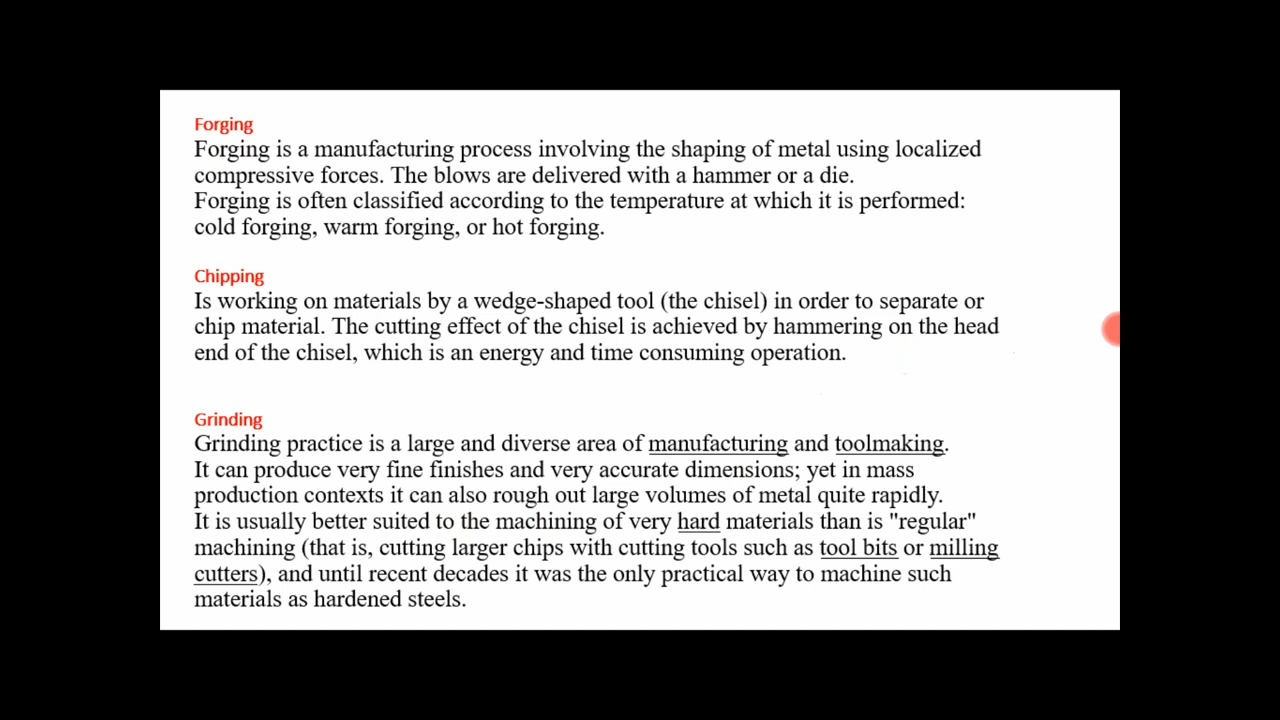 Forging
Forging is a manufacturing process involving the shaping of metal using localized
compressive forces. The blows are delivered with a hammer or a die.
Forging is often classified according to the temperature at which it is performed:
cold forging, warm forging, or hot forging.
Chipping
Is working on materials by a wedge-shaped tool (the chisel) in order to separate or
chip material. The cutting effect of the chisel is achieved by hammering on the head
end of the chisel, which is an energy and time consuming operation.
Grinding
Grinding practice is a large and diverse area of manufacturing and toolmaking.
It can produce very fine finishes and very accurate dimensions; yet in mass
production contexts it can also rough out large volumes of metal quite rapidly.
It is usually better suited to the machining of very hard materials than is "regular"
machining (that is, cutting larger chips with cutting tools such as tool bits or milling
cutters), and until recent decades it was the only practical way to machine such
materials as hardened steels.